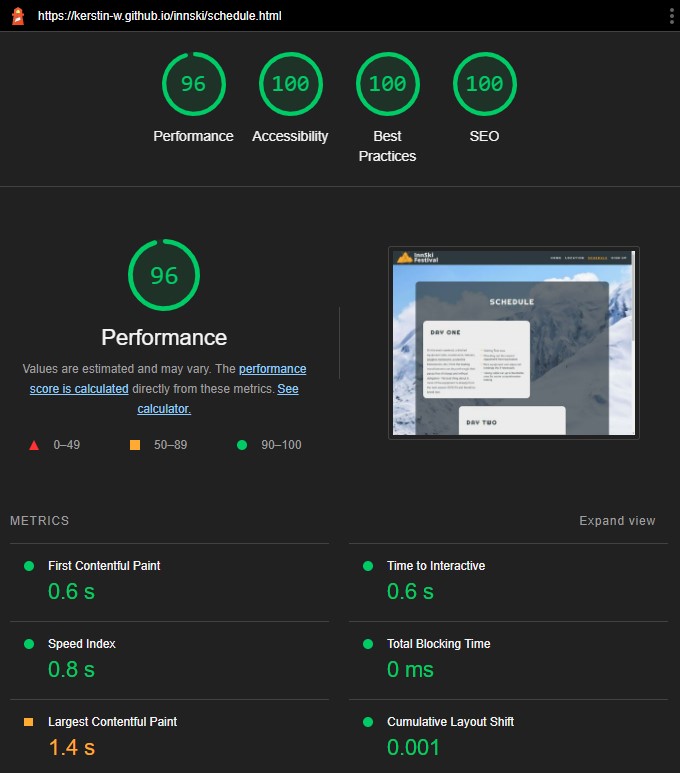 https://kerstin-w.github.io/innski/schedule.html
96 100 100 100
Performance Accessibility Best Practices SEO
96
Performance
Values are estimated and may vary. The performance
score is calculated directly from these metrics. See
calculator.
0–49 50–89 90–100
InnSki
Festival
HOME LOCATION SCHEDULE SIGN UP
SCHEDULE
DAY ONE
DAY TWO
METRICS Expand view
First Contentful Paint Time to Interactive
0.6 s 0.6 s
Speed Index Total Blocking Time
0.8 s 0 ms
Largest Contentful Paint Cumulative Layout Shift
1.4 s 0.001